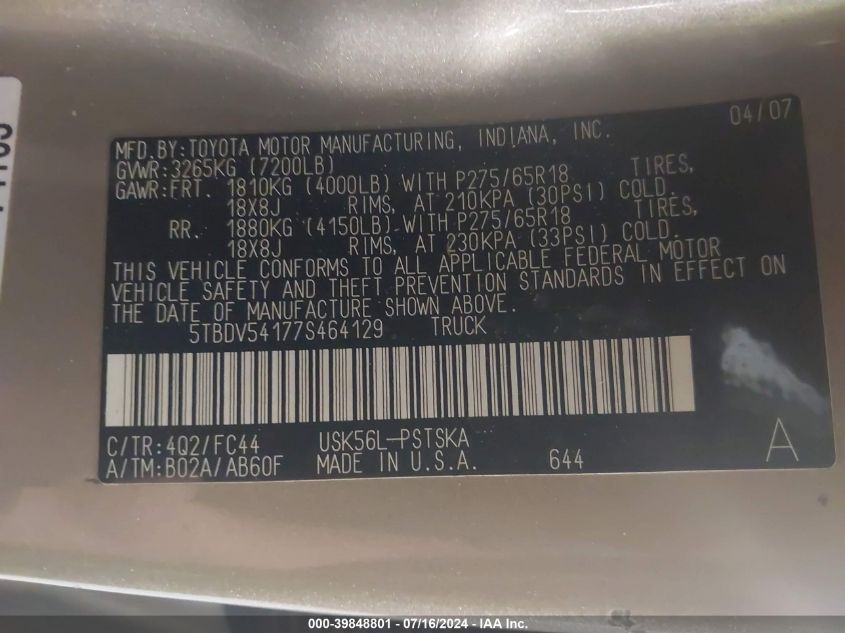 04/07
MFD.BY:TOYOTA MOTOR MANUFACTURING, INDIANA, INC.
GVWR:3265KG (7200LB)
GAWR:FRT. 1810KG (4000LB) WITH P275/65R18 TIRES,
18X8J RIMS, AT 210KPA (30PSI) COLD.
RR. 1880KG (4150LB) WITH P275/65R18 TIRES,
18X8J RIMS, AT 230KPA (33PSI) COLD.
THIS VEHICLE CONFORMS TO ALL APPLICABLE FEDERAL MOTOR
VEHICLE SAFETY AND THEFT PREVENTION STANDARDS IN EFFECT ON
THE DATE OF MANUFACTURE SHOWN ABOVE.
5TBDV54177S464129 TRUCK
C/TR:4Q2/FC44 USK56L-PSTSKA
A/TM:B02A/AB60F MADE IN U.S.A. 644
A
000-39848801 - 07/16/2024 - IAA Inc.